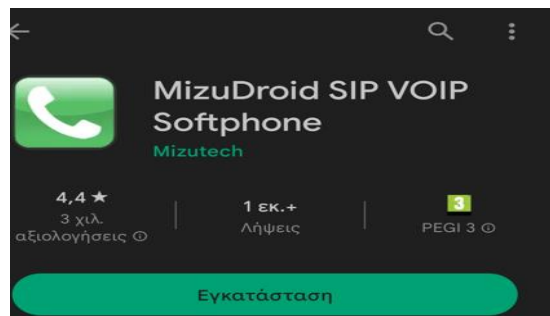 MizuDroid SIP VOIP
Softphone
Mizutech
4,4 ★
3 χιλ.
αξιολογήσεις
1 εκ.+
Λήψεις
3
PEGI 3
Εγκατάσταση